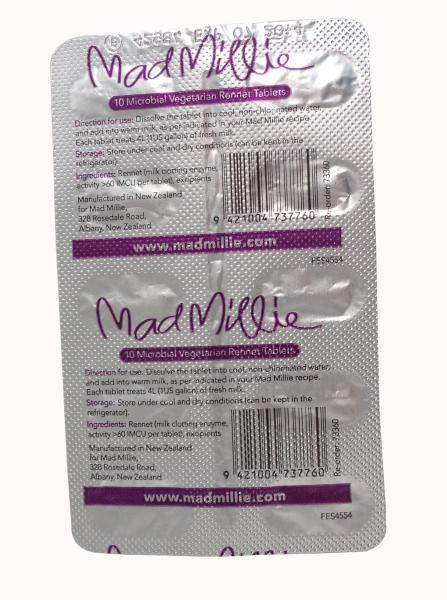 Mad Millie
10 Microbial Vegetarian Rennet Tablets
Direction for use: Dissolve the tablet into cool, non-chlorinated water,
and add into warm milk, as per indicated in your Mad Millie recipe.
Each tablet treats 4L (1US gallon) of fresh milk.
Storage: Store under cool and dry conditions (can be kept in the
refrigerator).
Ingredients: Rennet (milk clotting enzyme,
activity >60 IMCU per tablet), excipients
Manufactured in New Zealand
for Mad Millie,
328 Rosedale Road,
Albany, New Zealand
9 421004 737760
Re-order: 73360
www.madmillie.com
FES4554
Mad Millie
10 Microbial Vegetarian Rennet Tablets
Direction for use: Dissolve the tablet into cool, non-chlorinated water,
and add into warm milk, as per indicated in your Mad Millie recipe.
Each tablet treats 4L (1US gallon) of fresh milk.
Storage: Store under cool and dry conditions (can be kept in the
refrigerator).
Ingredients: Rennet (milk clotting enzyme,
activity >60 IMCU per tablet), excipients
Manufactured in New Zealand
for Mad Millie,
328 Rosedale Road,
Albany, New Zealand
9 421004 737760
Re-order: 73360
www.madmillie.com
FES4554